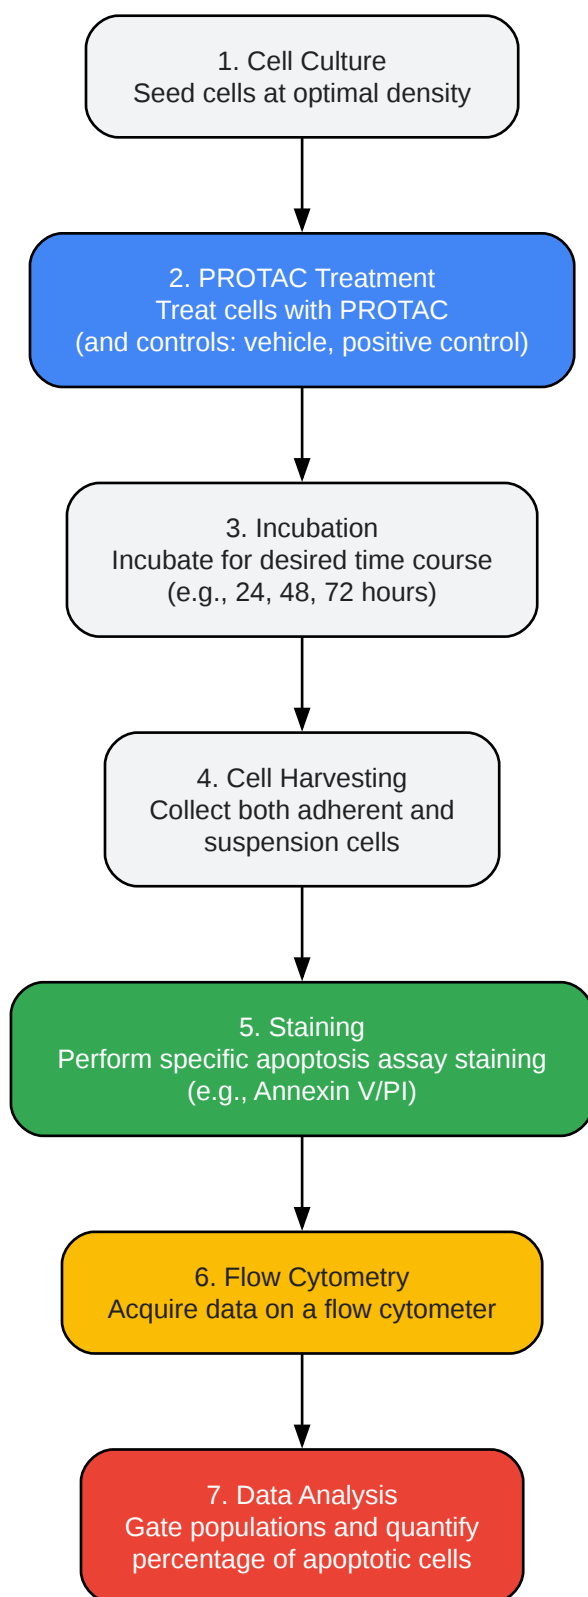 1. Cell Culture
Seed cells at optimal density
2. PROTAC Treatment
Treat cells with PROTAC
(and controls: vehicle, positive control)
3. Incubation
Incubate for desired time course
(e.g., 24, 48, 72 hours)
4. Cell Harvesting
Collect both adherent and
suspension cells
5. Staining
Perform specific apoptosis assay staining
(e.g., Annexin V/PI)
6. Flow Cytometry
Acquire data on a flow cytometer
7. Data Analysis
Gate populations and quantify
percentage of apoptotic cells